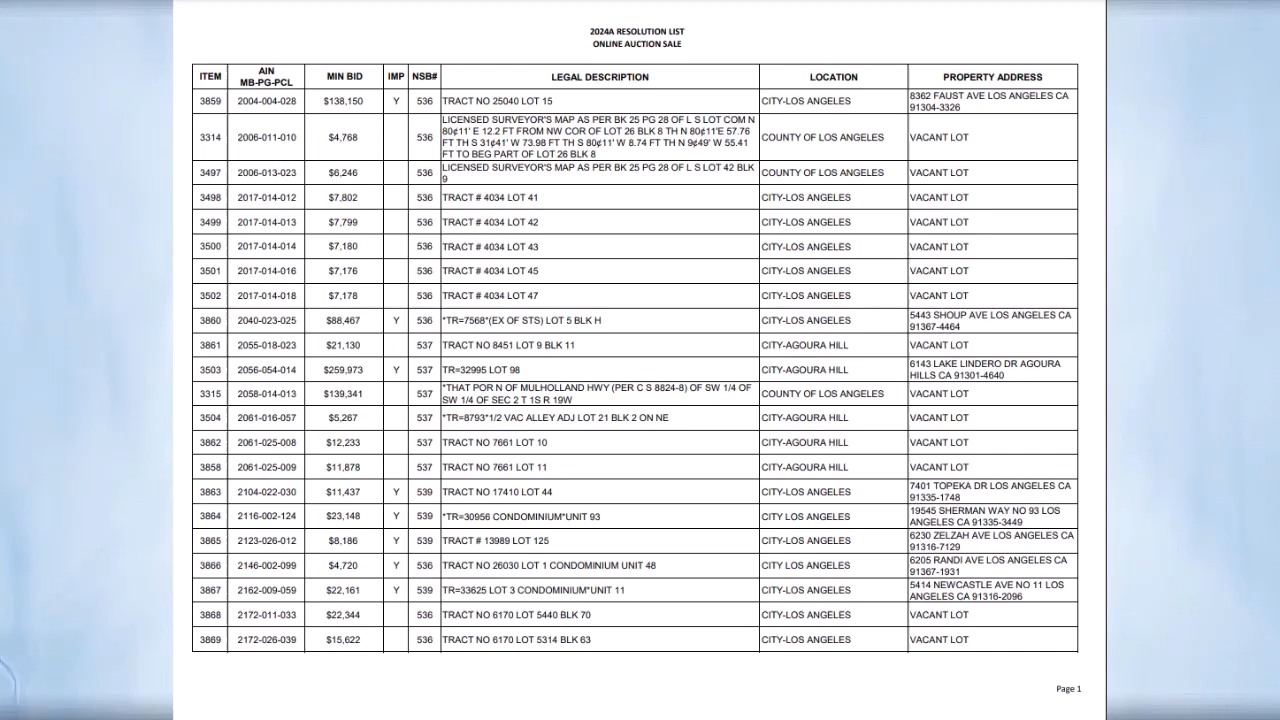 2024A RESOLUTION LIST
ONLINE AUCTION SALE
ITEM AIN MB-PG-PCL MIN BID IMP NSB# LEGAL DESCRIPTION LOCATION PROPERTY ADDRESS
3859 2004-004-028 $138,150 Y 536 TRACT NO 25040 LOT 15 CITY-LOS ANGELES 8362 FAUST AVE LOS ANGELES CA
91304-3326
3314 2006-011-010 $4,768 536 LICENSED SURVEYOR'S MAP AS PER BK 25 PG 28 OF L S LOT COM N
80¢11' E 12.2 FT FROM NW COR OF LOT 26 BLK 8 TH N 80¢11'E 57.76
FT TH S 31¢41' W 73.98 FT TH S 80¢11' W 8.74 FT TH N 9¢49' W 55.41
FT TO BEG PART OF LOT 26 BLK 8 COUNTY OF LOS ANGELES VACANT LOT
3497 2006-013-023 $6,246 536 LICENSED SURVEYOR'S MAP AS PER BK 25 PG 28 OF L S LOT 42 BLK
9 COUNTY OF LOS ANGELES VACANT LOT
3498 2017-014-012 $7,802 536 TRACT # 4034 LOT 41 CITY-LOS ANGELES VACANT LOT
3499 2017-014-013 $7,799 536 TRACT # 4034 LOT 42 CITY-LOS ANGELES VACANT LOT
3500 2017-014-014 $7,180 536 TRACT # 4034 LOT 43 CITY-LOS ANGELES VACANT LOT
3501 2017-014-016 $7,176 536 TRACT # 4034 LOT 45 CITY-LOS ANGELES VACANT LOT
3502 2017-014-018 $7,178 536 TRACT # 4034 LOT 47 CITY-LOS ANGELES VACANT LOT
3860 2040-023-025 $88,467 Y 536 *TR=7568*(EX OF STS) LOT 5 BLK H CITY-LOS ANGELES 5443 SHOUP AVE LOS ANGELES CA
91367-4464
3861 2055-018-023 $21,130 537 TRACT NO 8451 LOT 9 BLK 11 CITY-AGOURA HILL VACANT LOT
3503 2056-054-014 $259,973 Y 537 TR=32995 LOT 98 CITY-AGOURA HILL 6143 LAKE LINDERO DR AGOURA
HILLS CA 91301-4640
3315 2058-014-013 $139,341 537 *THAT POR N OF MULHOLLAND HWY (PER C S 8824-8) OF SW 1/4 OF
SW 1/4 OF SEC 2 T 1S R 19W COUNTY OF LOS ANGELES VACANT LOT
3504 2061-016-057 $5,267 537 *TR=8793*1/2 VAC ALLEY ADJ LOT 21 BLK 2 ON NE CITY-AGOURA HILL VACANT LOT
3862 2061-025-008 $12,233 537 TRACT NO 7661 LOT 10 CITY-AGOURA HILL VACANT LOT
3858 2061-025-009 $11,878 537 TRACT NO 7661 LOT 11 CITY-AGOURA HILL VACANT LOT
3863 2104-022-030 $11,437 Y 539 TRACT NO 17410 LOT 44 CITY-LOS ANGELES 7401 TOPEKA DR LOS ANGELES CA
91335-1748
3864 2116-002-124 $23,148 Y 539 *TR=30956 CONDOMINIUM*UNIT 93 CITY LOS ANGELES 19545 SHERMAN WAY NO 93 LOS
ANGELES CA 91335-3449
3865 2123-026-012 $8,186 Y 539 TRACT # 13989 LOT 125 CITY-LOS ANGELES 6230 ZELZAH AVE LOS ANGELES CA
91316-7129
3866 2146-002-099 $4,720 Y 536 TRACT NO 26030 LOT 1 CONDOMINIUM UNIT 48 CITY LOS ANGELES 6205 RANDI AVE LOS ANGELES CA
91367-1931
3867 2162-009-059 $22,161 Y 539 TR=33625 LOT 3 CONDOMINIUM*UNIT 11 CITY-LOS ANGELES 5414 NEWCASTLE AVE NO 11 LOS
ANGELES CA 91316-2096
3868 2172-011-033 $22,344 536 TRACT NO 6170 LOT 5440 BLK 70 CITY-LOS ANGELES VACANT LOT
3869 2172-026-039 $15,622 536 TRACT NO 6170 LOT 5314 BLK 63 CITY-LOS ANGELES VACANT LOT
Page 1